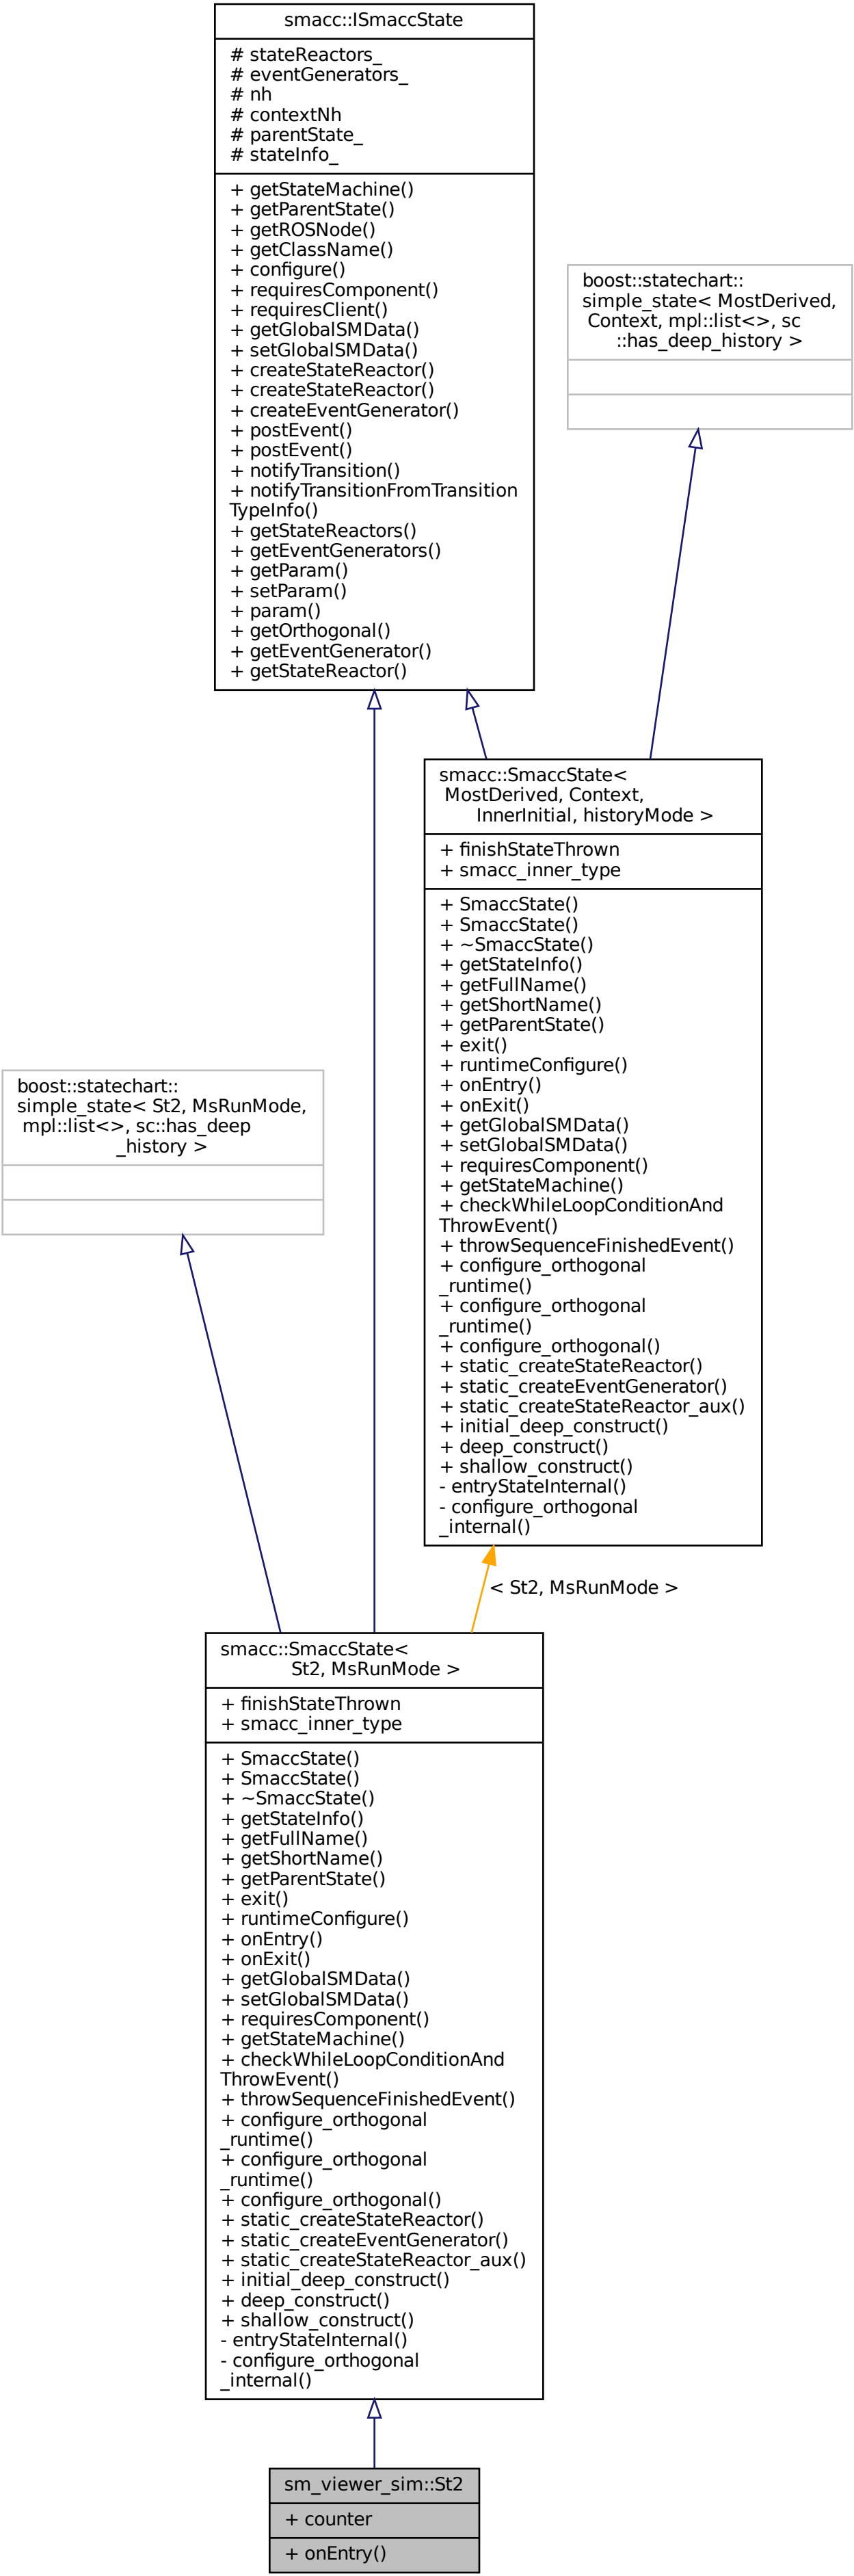 smacc::ISmaccState
# stateReactors_
# eventGenerators_
# nh
# contextNh
# parentState_
# stateInfo_
+ getStateMachine()
+ getParentState()
+ getROSNode()
+ getClassName()
+ configure()
+ requiresComponent()
+ requiresClient()
+ getGlobalSMData()
+ setGlobalSMData()
+ createStateReactor()
+ createStateReactor()
+ createEventGenerator()
+ postEvent()
+ postEvent()
+ notifyTransition()
+ notifyTransitionFromTransition
TypeInfo()
+ getStateReactors()
+ getEventGenerators()
+ getParam()
+ setParam()
+ param()
+ getOrthogonal()
+ getEventGenerator()
+ getStateReactor()
boost::statechart::
simple_state< MostDerived,
Context, mpl::list<>, sc
::has_deep_history >
smacc::SmaccState<
MostDerived, Context,
InnerInitial, historyMode >
+ finishStateThrown
+ smacc_inner_type
+ SmaccState()
+ SmaccState()
+ ~SmaccState()
+ getStateInfo()
+ getFullName()
+ getShortName()
+ getParentState()
+ exit()
+ runtimeConfigure()
+ onEntry()
+ onExit()
+ getGlobalSMData()
+ setGlobalSMData()
+ requiresComponent()
+ getStateMachine()
+ checkWhileLoopConditionAnd
ThrowEvent()
+ throwSequenceFinishedEvent()
+ configure_orthogonal
_runtime()
+ configure_orthogonal
_runtime()
+ configure_orthogonal()
+ static_createStateReactor()
+ static_createEventGenerator()
+ static_createStateReactor_aux()
+ initial_deep_construct()
+ deep_construct()
+ shallow_construct()
- entryStateInternal()
- configure_orthogonal
_internal()
boost::statechart::
simple_state< St2, MsRunMode,
mpl::list<>, sc::has_deep
_history >
< St2, MsRunMode >
smacc::SmaccState<
St2, MsRunMode >
+ finishStateThrown
+ smacc_inner_type
+ SmaccState()
+ SmaccState()
+ ~SmaccState()
+ getStateInfo()
+ getFullName()
+ getShortName()
+ getParentState()
+ exit()
+ runtimeConfigure()
+ onEntry()
+ onExit()
+ getGlobalSMData()
+ setGlobalSMData()
+ requiresComponent()
+ getStateMachine()
+ checkWhileLoopConditionAnd
ThrowEvent()
+ throwSequenceFinishedEvent()
+ configure_orthogonal
_runtime()
+ configure_orthogonal
_runtime()
+ configure_orthogonal()
+ static_createStateReactor()
+ static_createEventGenerator()
+ static_createStateReactor_aux()
+ initial_deep_construct()
+ deep_construct()
+ shallow_construct()
- entryStateInternal()
- configure_orthogonal
_internal()
sm_viewer_sim::St2
+ counter
+ onEntry()